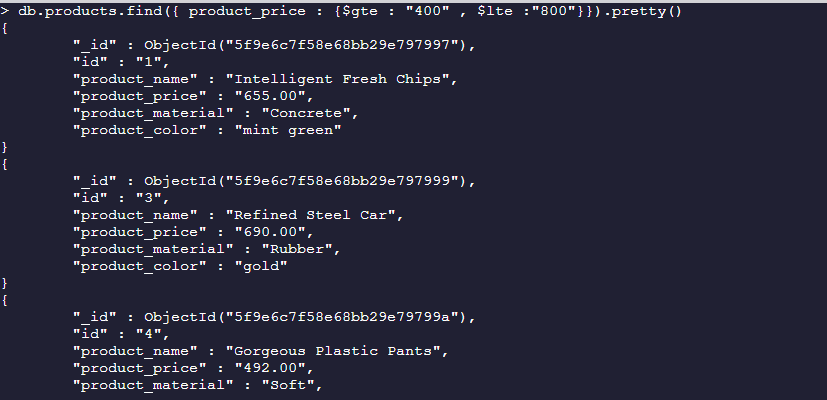 > db.products.find({ product_price : {$gte : "400" , $lte :"800"}}).pretty()
{
        "_id" : ObjectId("5f9e6c7f58e68bb29e797997"),
        "id" : "1",
        "product_name" : "Intelligent Fresh Chips",
        "product_price" : "655.00",
        "product_material" : "Concrete",
        "product_color" : "mint green"
}
{
        "_id" : ObjectId("5f9e6c7f58e68bb29e797999"),
        "id" : "3",
        "product_name" : "Refined Steel Car",
        "product_price" : "690.00",
        "product_material" : "Rubber",
        "product_color" : "gold"
}
{
        "_id" : ObjectId("5f9e6c7f58e68bb29e79799a"),
        "id" : "4",
        "product_name" : "Gorgeous Plastic Pants",
        "product_price" : "492.00",
        "product_material" : "Soft",